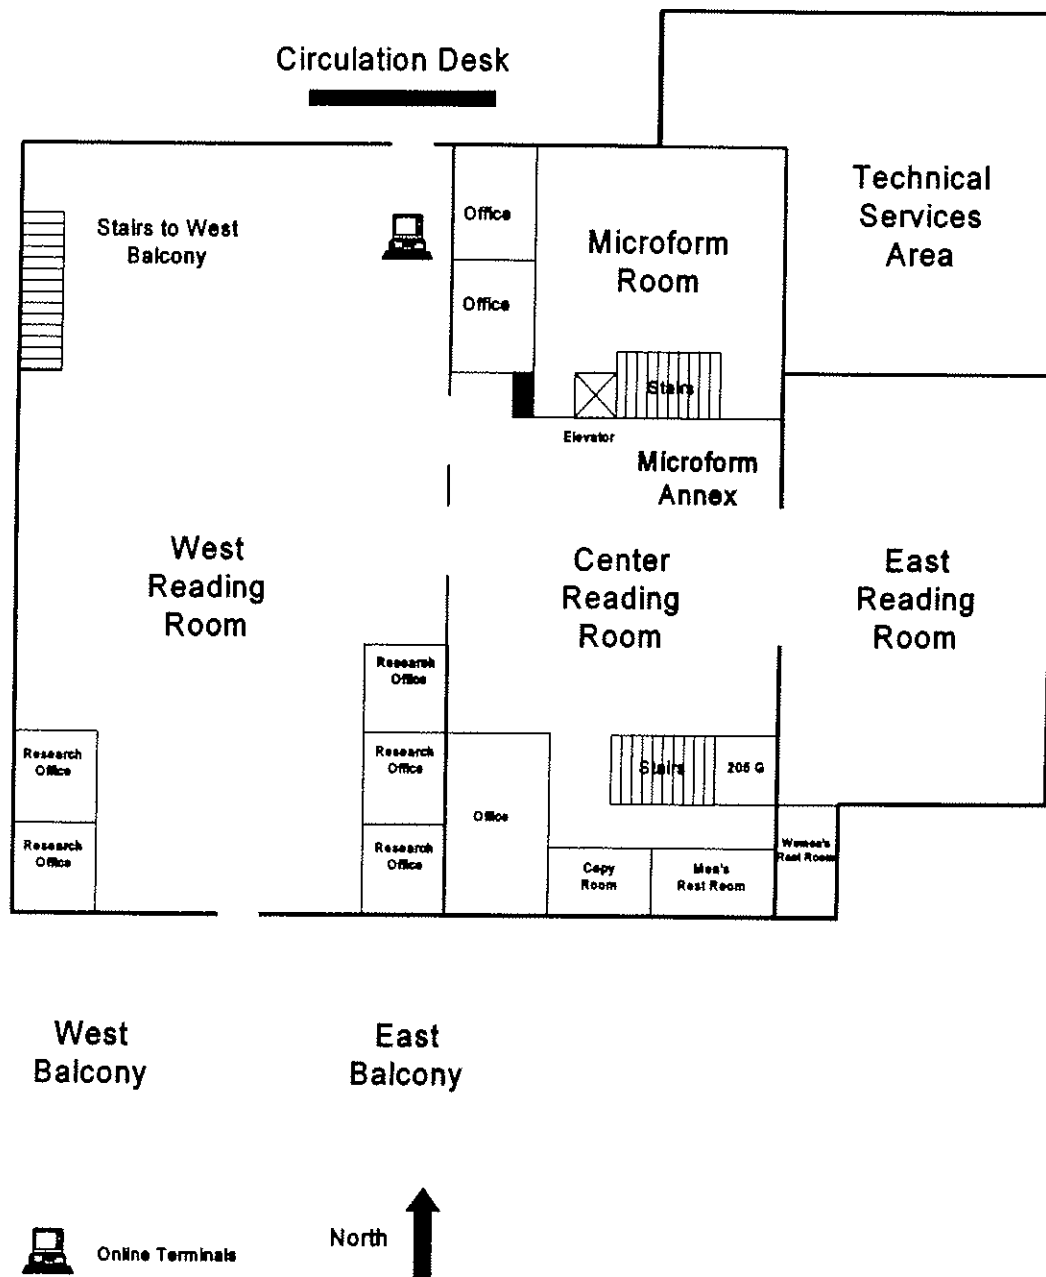 Circulation Desk
Technical
Services
Area
Stairs to West
Balcony
Office
Microform
Room
Office
Stairs
Elevator
Microform
Annex
West
Reading
Room
Center
Reading
Room
East
Reading
Room
Research
Office
Research
Office
Research
Office
Stairs
205 G
Office
Research
Office
Research
Office
Copy
Room
Men's
Rest Room
Women's
Rest Room
West
Balcony
East
Balcony
Online Terminals
North